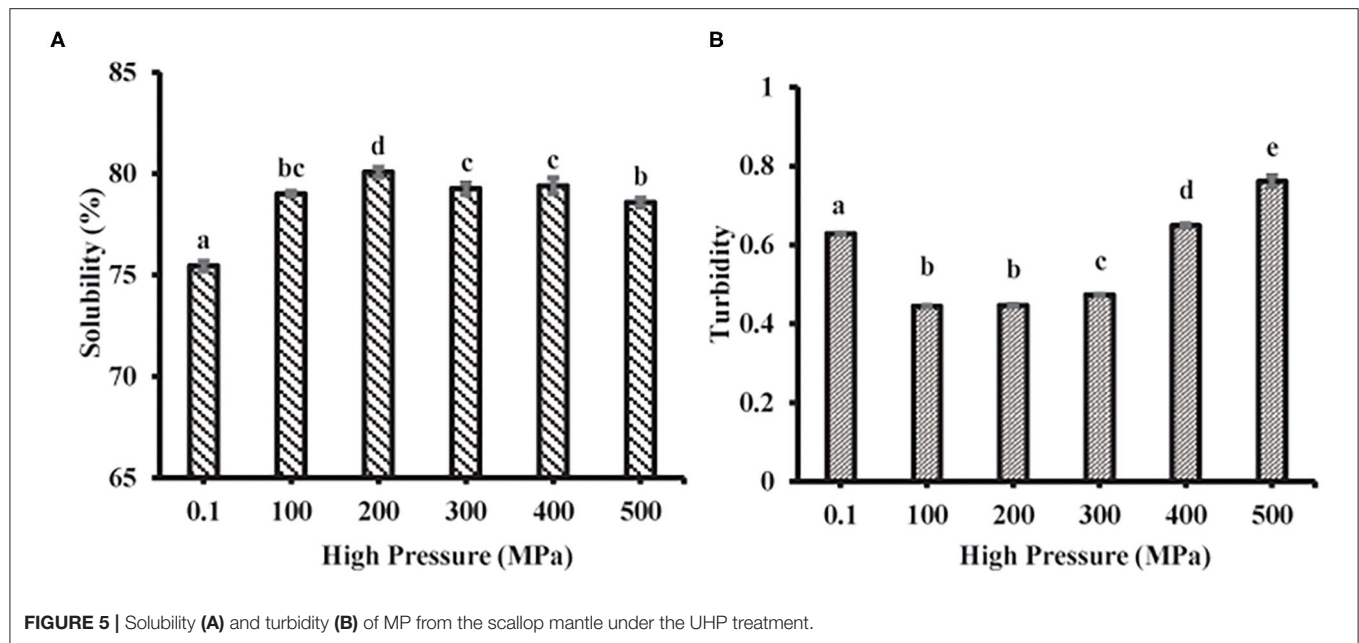 A
85
80
75
70
65
Solubility (%)
a
bc
d
c
c
b
0.1 100 200 300 400 500
High Pressure (MPa)
B
1
0.8
0.6
0.4
0.2
0
Turbidity
a
b
b
c
d
e
0.1 100 200 300 400 500
High Pressure (MPa)
FIGURE 5 | Solubility (A) and turbidity (B) of MP from the scallop mantle under the UHP treatment.